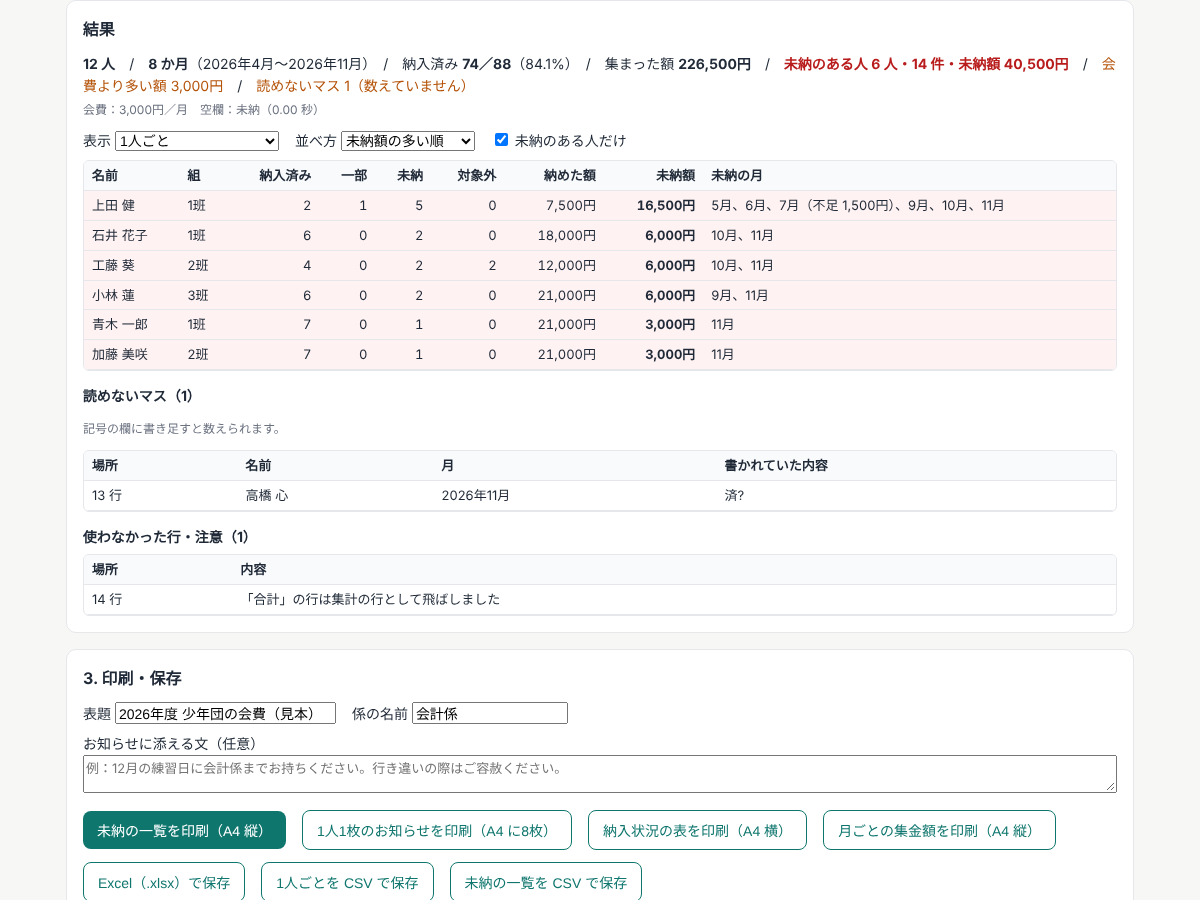 結果
12 人 / 8 か月（2026年4月〜2026年11月） / 納入済み 74／88（84.1%） / 集まった額 226,500円 / 未納のある人 6 人・14 件・未納額 40,500円 / 会
費より多い額 3,000円 / 読めないマス 1（数えていません）
会費：3,000円／月 空欄：未納（0.00 秒）
表示 1人ごと 並べ方 未納額の多い順 未納のある人だけ
名前 組 納入済み 一部 未納 対象外 納めた額 未納額 未納の月
上田 健 1班 2 1 5 0 7,500円 16,500円 5月、6月、7月（不足 1,500円）、9月、10月、11月
石井 花子 1班 6 0 2 0 18,000円 6,000円 10月、11月
工藤 葵 2班 4 0 2 2 12,000円 6,000円 10月、11月
小林 蓮 3班 6 0 2 0 21,000円 6,000円 9月、11月
青木 一郎 1班 7 0 1 0 21,000円 3,000円 11月
加藤 美咲 2班 7 0 1 0 21,000円 3,000円 11月
読めないマス（1）
記号の欄に書き足すと数えられます。
場所 名前 月 書かれていた内容
13 行 高橋 心 2026年11月 済?
使わなかった行・注意（1）
場所 内容
14 行 「合計」の行は集計の行として飛ばしました
3. 印刷・保存
表題 2026年度 少年団の会費（見本） 係の名前 会計係
お知らせに添える文（任意）
例：12月の練習日に会計係までお持ちください。行き違いの際はご容赦ください。
未納の一覧を印刷（A4 縦） 1人1枚のお知らせを印刷（A4 に8枚） 納入状況の表を印刷（A4 横） 月ごとの集金額を印刷（A4 縦）
Excel（.xlsx）で保存 1人ごとを CSV で保存 未納の一覧を CSV で保存